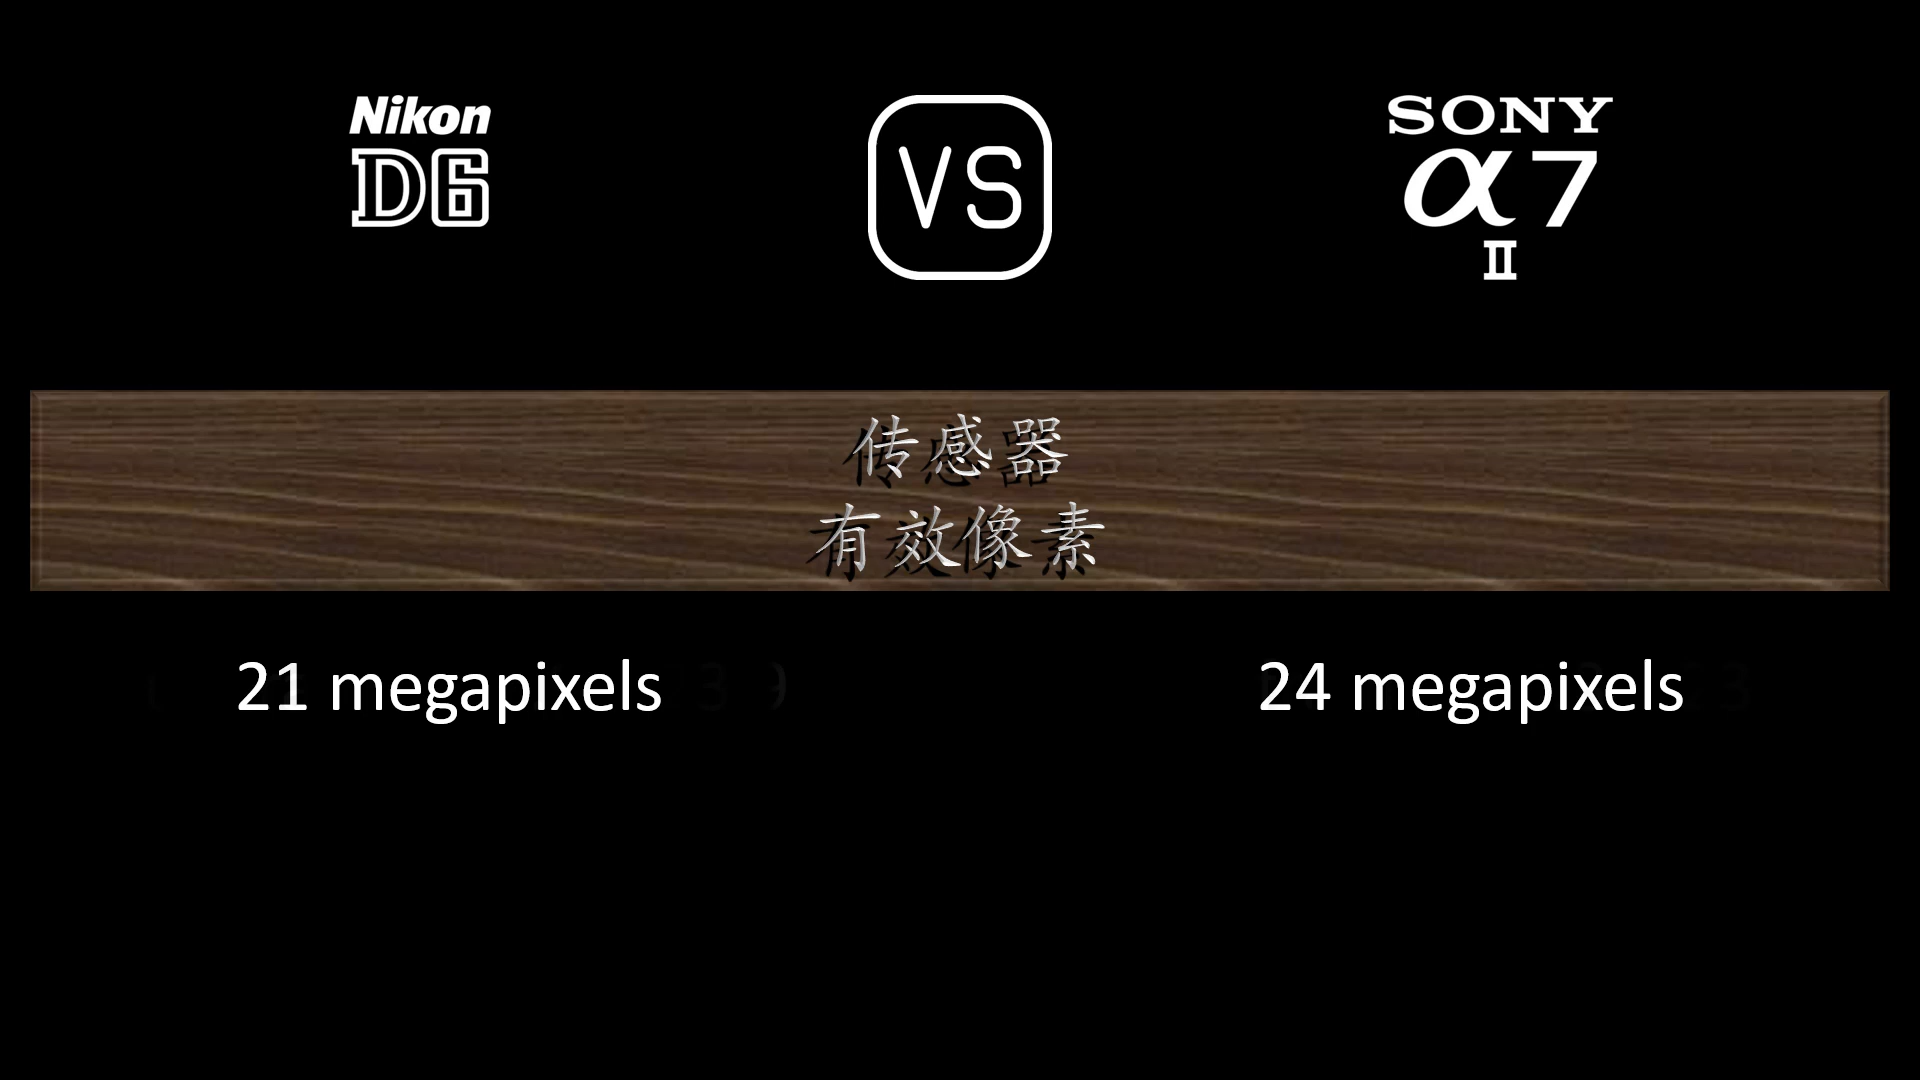 Nikon
D6
VS
SONY
α7
II
传感器
有效像素
21 megapixels
24 megapixels